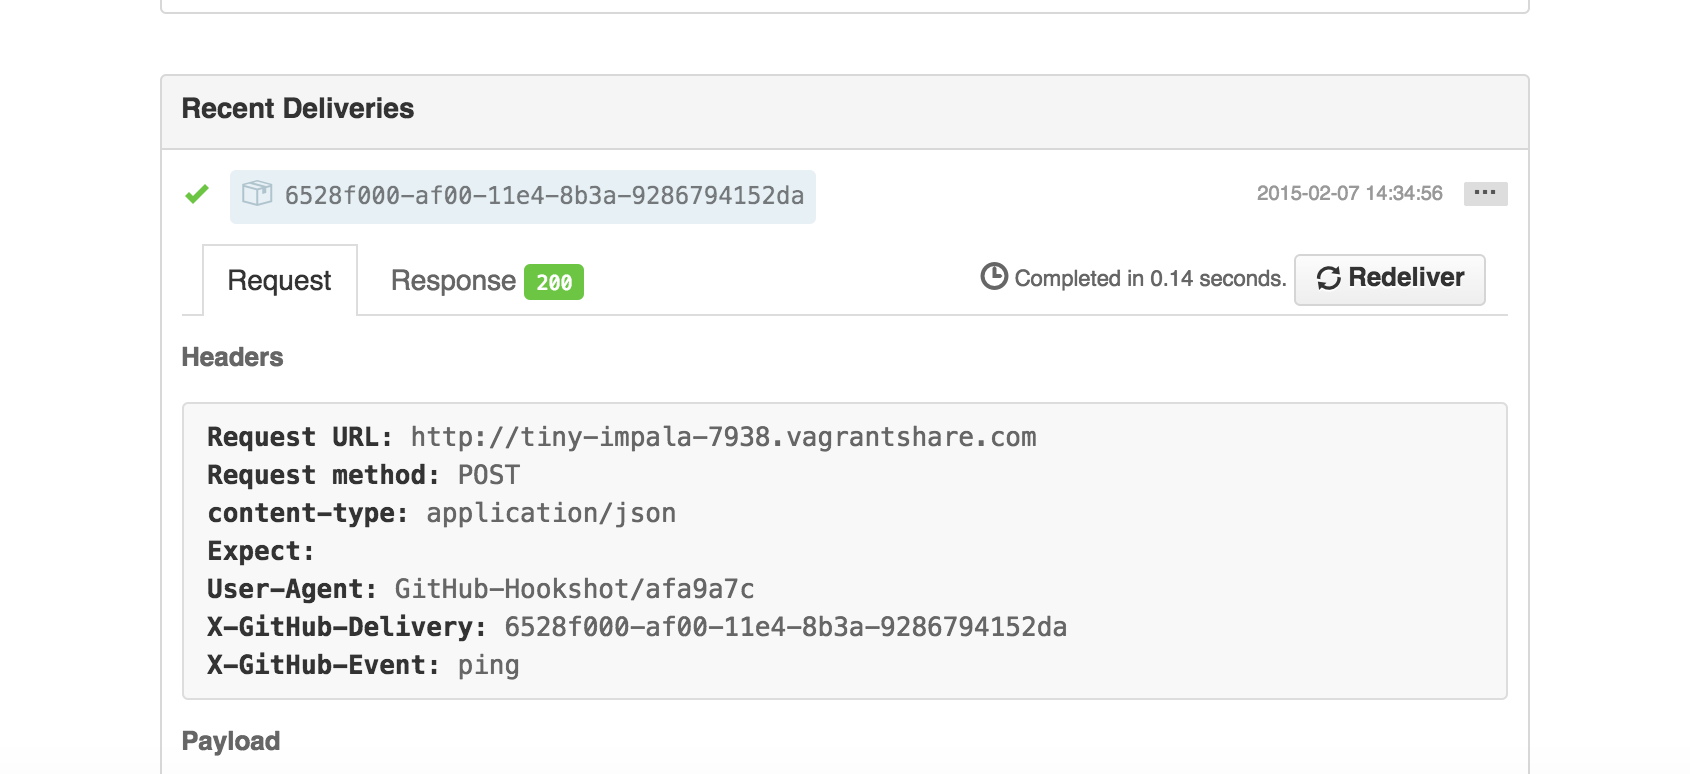 Recent Deliveries
6528f000-af00-11e4-8b3a-9286794152da 2015-02-07 14:34:56 ...
Request Response 200 Completed in 0.14 seconds. Redeliver
Headers
Request URL: http://tiny-impala-7938.vagrantshare.com
Request method: POST
content-type: application/json
Expect:
User-Agent: GitHub-Hookshot/afa9a7c
X-GitHub-Delivery: 6528f000-af00-11e4-8b3a-9286794152da
X-GitHub-Event: ping
Payload